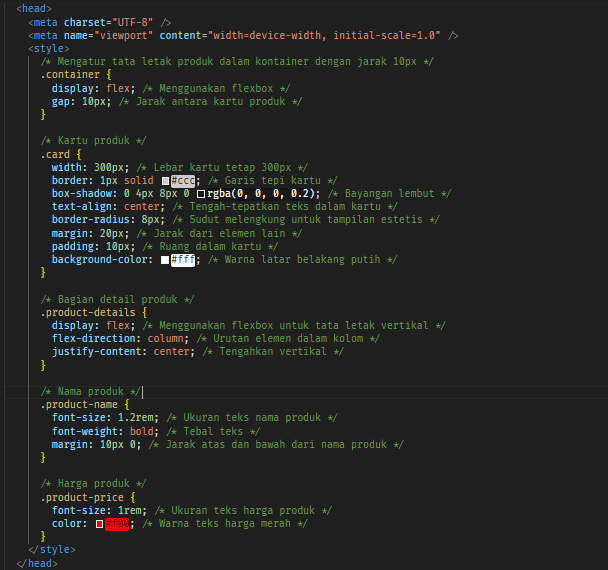 <head>
<meta charset="UTF-8" />
<meta name="viewport" content="width=device-width, initial-scale=1.0" />
<style>
/* Mengatur tata letak produk dalam kontainer dengan jarak 10px */
.container {
display: flex; /* Menggunakan flexbox */
gap: 10px; /* Jarak antara kartu produk */
}
/* Kartu produk */
.card {
width: 300px; /* Lebar kartu tetap 300px */
border: 1px solid #ccc; /* Garis tepi kartu */
box-shadow: 0 4px 8px 0 rgba(0, 0, 0, 0.2); /* Bayangan lembut */
text-align: center; /* Tengah-tepatkan teks dalam kartu */
border-radius: 8px; /* Sudut melengkung untuk tampilan estetis */
margin: 20px; /* Jarak dari elemen lain */
padding: 10px; /* Ruang dalam kartu */
background-color: #fff; /* Warna latar belakang putih */
}
/* Bagian detail produk */
.product-details {
display: flex; /* Menggunakan flexbox untuk tata letak vertikal */
flex-direction: column; /* Urutan elemen dalam kolom */
justify-content: center; /* Tengahkan vertikal */
}
/* Nama produk */
.product-name {
font-size: 1.2rem; /* Ukuran teks nama produk */
font-weight: bold; /* Tebal teks */
margin: 10px 0; /* Jarak atas dan bawah dari nama produk */
}
/* Harga produk */
.product-price {
font-size: 1rem; /* Ukuran teks harga produk */
color: #f00; /* Warna teks harga merah */
}
</style>
</head>